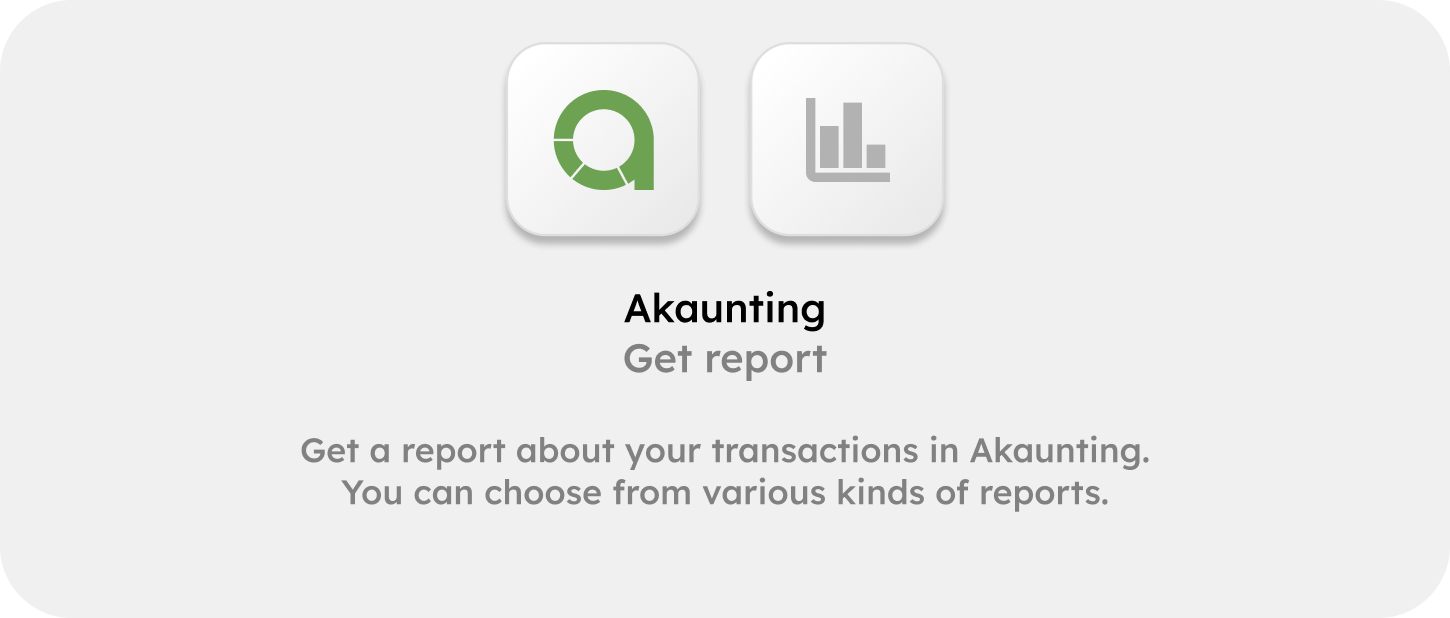 Akaunting
Get report
Get a report about your transactions in Akaunting.
You can choose from various kinds of reports.